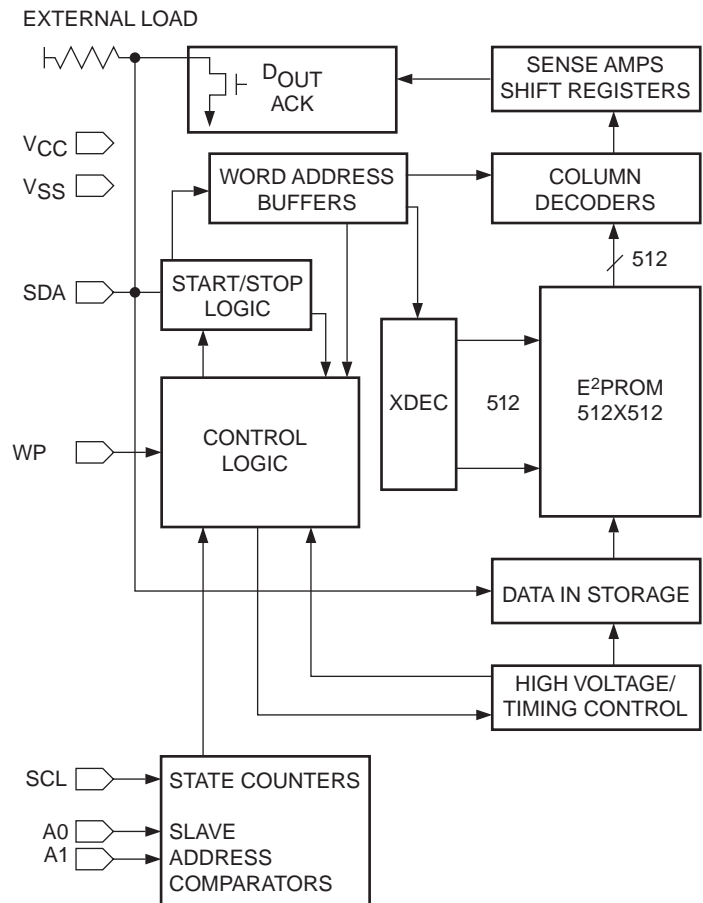 EXTERNAL LOAD
DOUT
ACK
SENSE AMPS
SHIFT REGISTERS
VCC
VSS
WORD ADDRESS
BUFFERS
COLUMN
DECODERS
512
SDA
START/STOP
LOGIC
XDEC
512
E²PROM
512X512
WP
CONTROL
LOGIC
DATA IN STORAGE
HIGH VOLTAGE/
TIMING CONTROL
SCL
STATE COUNTERS
A0
SLAVE
A1
ADDRESS
COMPARATORS